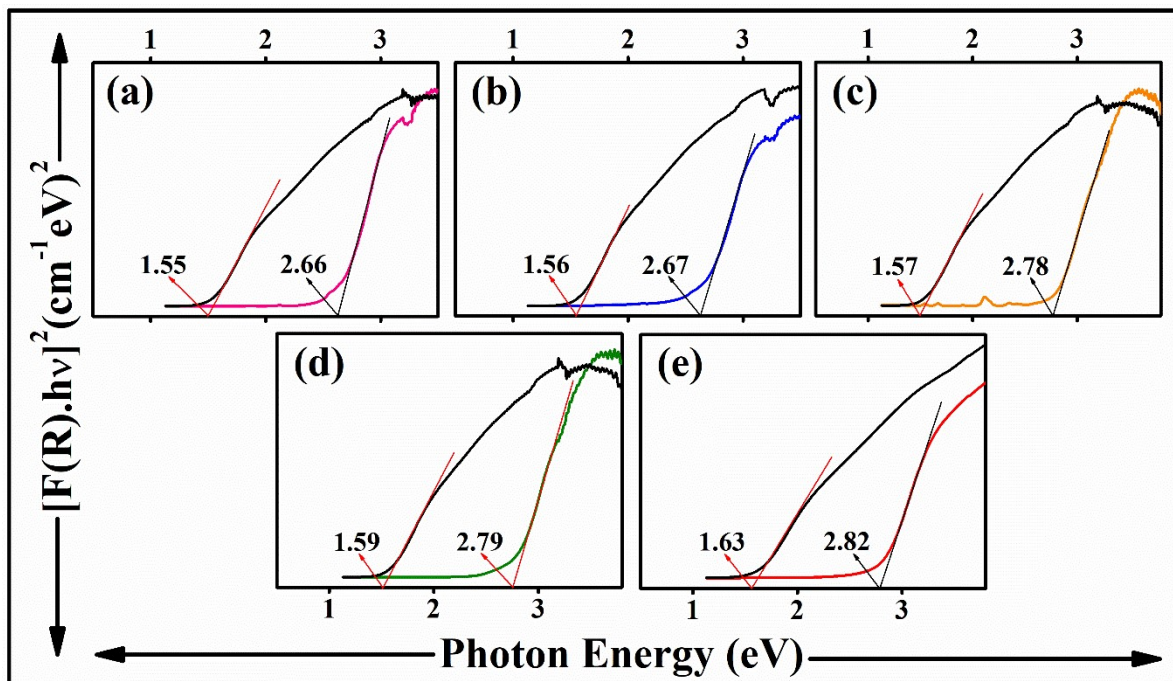 [F(R).hν]²(cm⁻¹eV)²
1 2 3 1 2 3 1 2 3
(a) (b) (c)
1.55 2.66 1.56 2.67 1.57 2.78
(d) (e)
1.59 2.79 1.63 2.82
1 2 3 1 2 3
Photon Energy (eV)